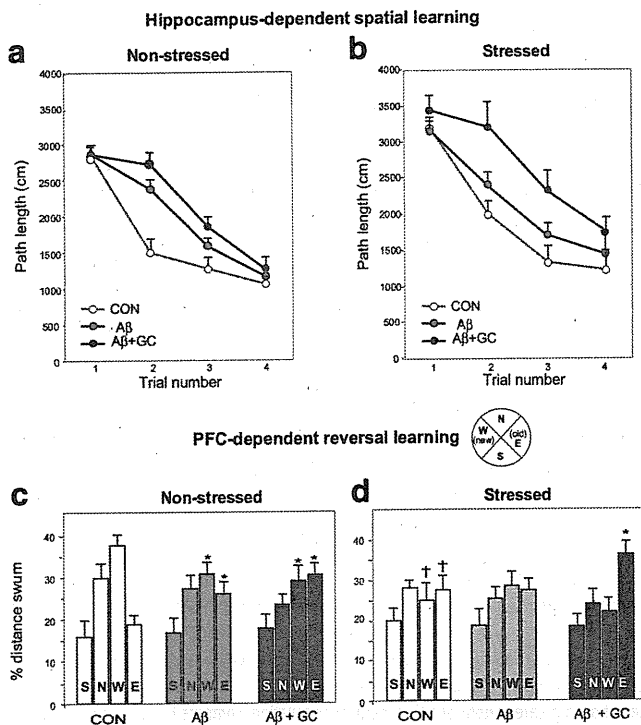 Hippocampus-dependent spatial learning
a Non-stressed
4000
3500
3000
2500
2000
1500
1000
500
0
Path length (cm)
CON
Aβ
Aβ+GC
1 2 3 4
Trial number
b Stressed
4000
3500
3000
2500
2000
1500
1000
500
0
Path length (cm)
CON
Aβ
Aβ+GC
1 2 3 4
Trial number
PFC-dependent reversal learning
N
W (new) (old) E
S
c Non-stressed
40
30
20
10
0
% distance swum
* * * *
S N W E S N W E S N W E
CON Aβ Aβ + GC
d Stressed
40
30
20
10
0
† † *
S N W E S N W E S N W E
CON Aβ Aβ + GC